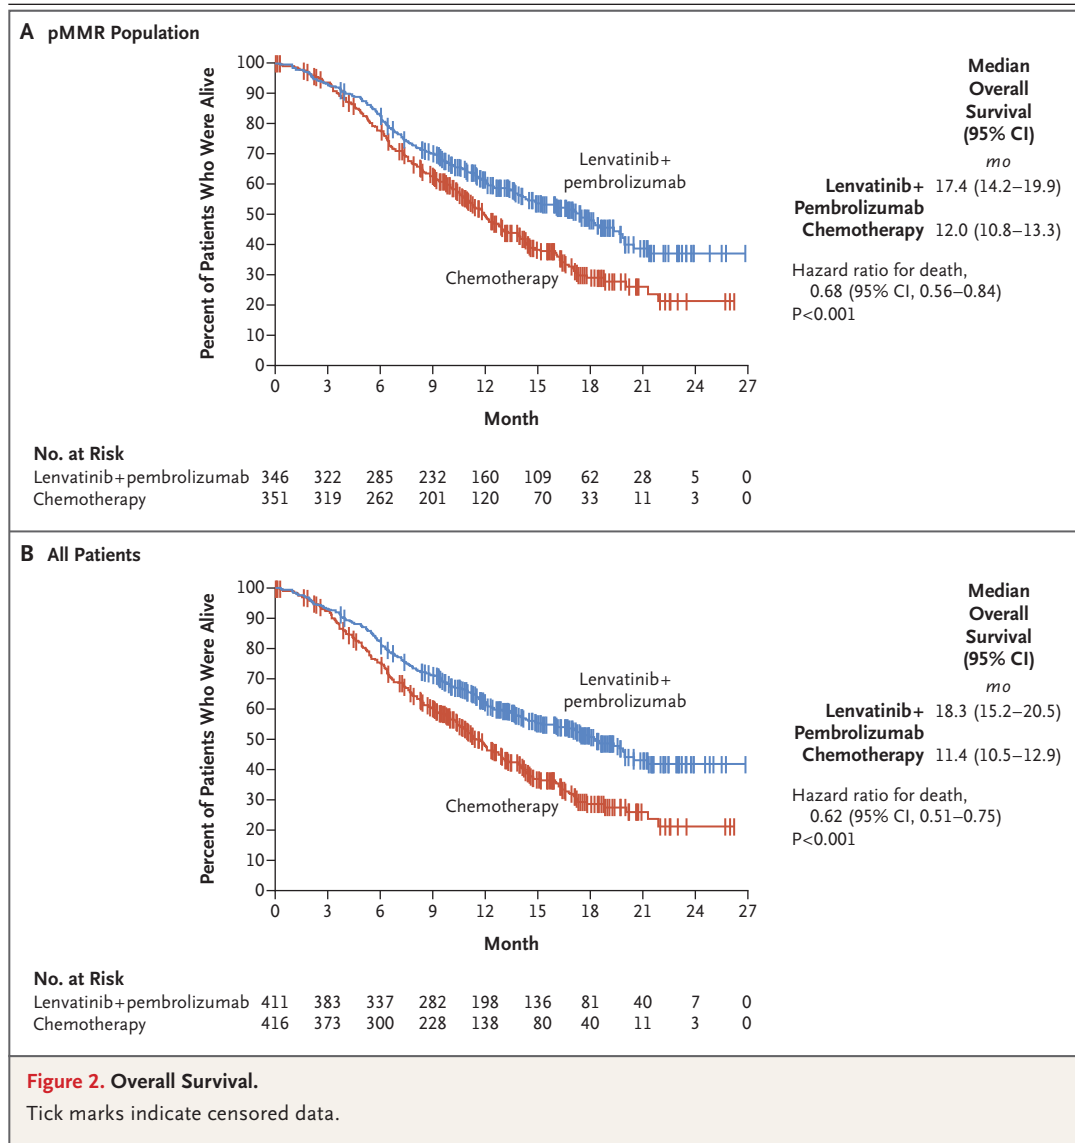 A pMMR Population
Percent of Patients Who Were Alive
100
90
80
70
60
50
40
30
20
10
0
Lenvatinib+
pembrolizumab
Chemotherapy
0 3 6 9 12 15 18 21 24 27
Month
Median
Overall
Survival
(95% CI)
mo
Lenvatinib+ 17.4 (14.2–19.9)
Pembrolizumab
Chemotherapy 12.0 (10.8–13.3)
Hazard ratio for death,
0.68 (95% CI, 0.56–0.84)
P<0.001
No. at Risk
Lenvatinib+pembrolizumab 346 322 285 232 160 109 62 28 5 0
Chemotherapy 351 319 262 201 120 70 33 11 3 0
B All Patients
Percent of Patients Who Were Alive
100
90
80
70
60
50
40
30
20
10
0
Lenvatinib+
pembrolizumab
Chemotherapy
0 3 6 9 12 15 18 21 24 27
Month
Median
Overall
Survival
(95% CI)
mo
Lenvatinib+ 18.3 (15.2–20.5)
Pembrolizumab
Chemotherapy 11.4 (10.5–12.9)
Hazard ratio for death,
0.62 (95% CI, 0.51–0.75)
P<0.001
No. at Risk
Lenvatinib+pembrolizumab 411 383 337 282 198 136 81 40 7 0
Chemotherapy 416 373 300 228 138 80 40 11 3 0
Figure 2. Overall Survival.
Tick marks indicate censored data.